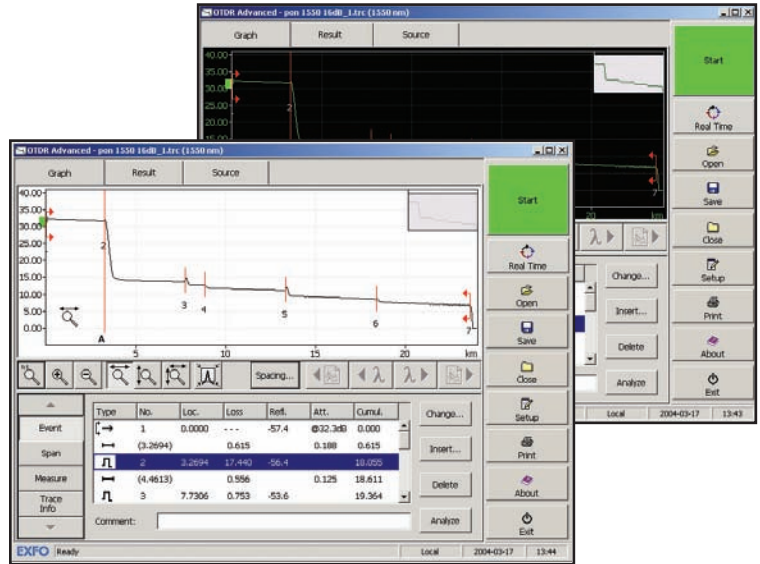 OTDR Advanced - pon 1550 16dB_1.trc (1550 nm)
Graph Result Source
40.00
35.00
30.00
25.00
20.00
15.00
2
7
20 km
λ
Start
Real Time
Open
Save
Close
Setup
Print
About
Exit
Change...
Insert...
Delete
Analyze
Local 2004-03-17 13:43
OTDR Advanced - pon 1550 16dB_1.trc (1550 nm)
Graph Result Source
40.00
35.00
30.00
25.00
20.00
15.00
10.00
5.00
0.00
2
3 4 5 6 7
A
5 10 15 20 km
1:1
Spacing...
λ λ
Start
Real Time
Open
Save
Close
Setup
Print
About
Exit
Event
Span
Measure
Trace Info
Type No. Loc. Loss Refl. Att. Cumul.
1 0.0000 --- -57.4 @32.3dB 0.000
(3.2694) 0.615 0.188 0.615
2 3.2694 17.440 -56.4 18.055
(4.4613) 0.556 0.125 18.611
3 7.7306 0.753 -53.6 19.364
Change...
Insert...
Delete
Analyze
Comment:
EXFO Ready Local 2004-03-17 13:44